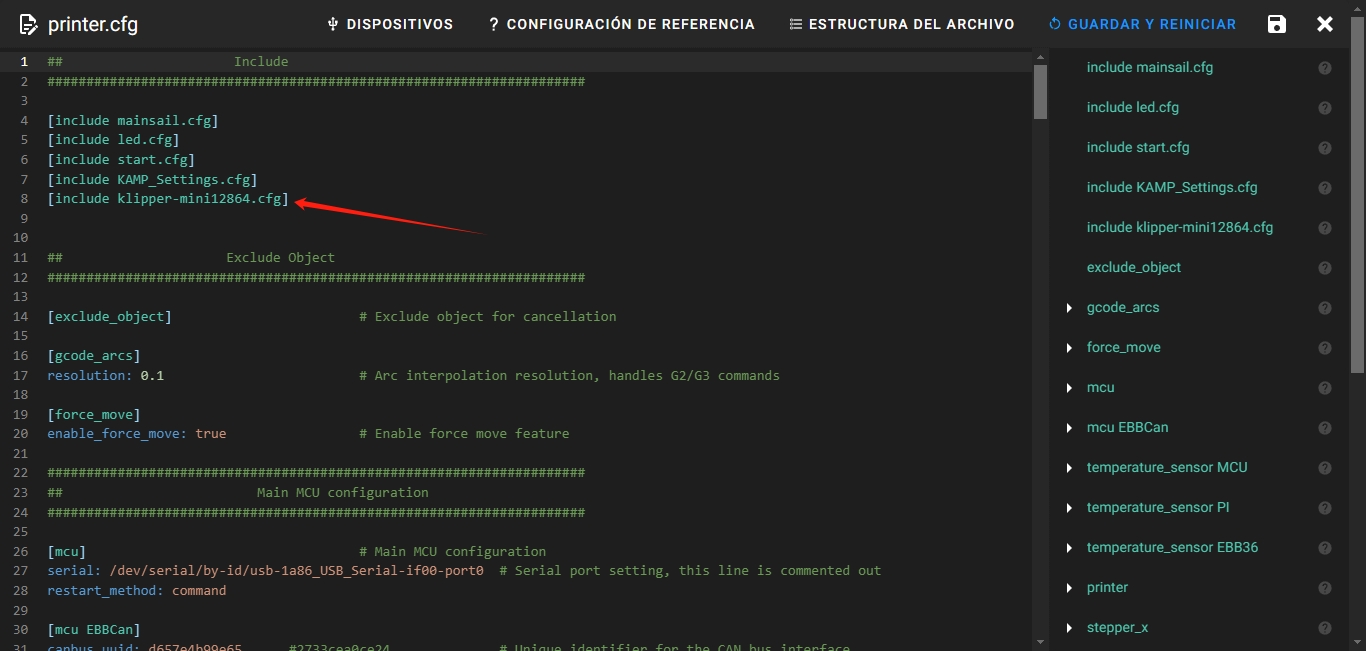 printer.cfg
DISPOSITIVOS
? CONFIGURACIÓN DE REFERENCIA
ESTRUCTURA DEL ARCHIVO
GUARDAR Y REINICIAR
1 ## Include
2 #####################################################################
3
4 [include mainsail.cfg]
5 [include led.cfg]
6 [include start.cfg]
7 [include KAMP_Settings.cfg]
8 [include klipper-mini12864.cfg]
9
10
11 ## Exclude Object
12 #####################################################################
13
14 [exclude_object] # Exclude object for cancellation
15
16 [gcode_arcs]
17 resolution: 0.1 # Arc interpolation resolution, handles G2/G3 commands
18
19 [force_move]
20 enable_force_move: true # Enable force move feature
21
22 #####################################################################
23 ## Main MCU configuration
24 #####################################################################
25
26 [mcu] # Main MCU configuration
27 serial: /dev/serial/by-id/usb-1a86_USB_Serial-if00-port0 # Serial port setting, this line is commented out
28 restart_method: command
29
30 [mcu EBBCan]
31 canbus_uuid: d657e4b99e65 #2733cea0ce24 # Unique identifier for the CAN bus interface
include mainsail.cfg
include led.cfg
include start.cfg
include KAMP_Settings.cfg
include klipper-mini12864.cfg
exclude_object
gcode_arcs
force_move
mcu
mcu EBBCan
temperature_sensor MCU
temperature_sensor PI
temperature_sensor EBB36
printer
stepper_x